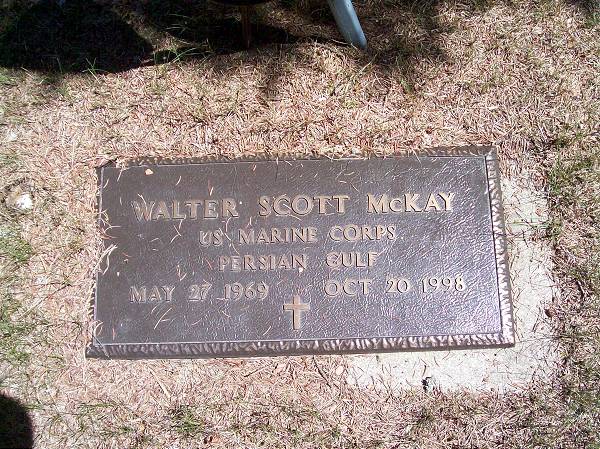 WALTER SCOTT McKAY
US MARINE CORPS
PERSIAN GULF
MAY 27 1969 OCT 20 1998